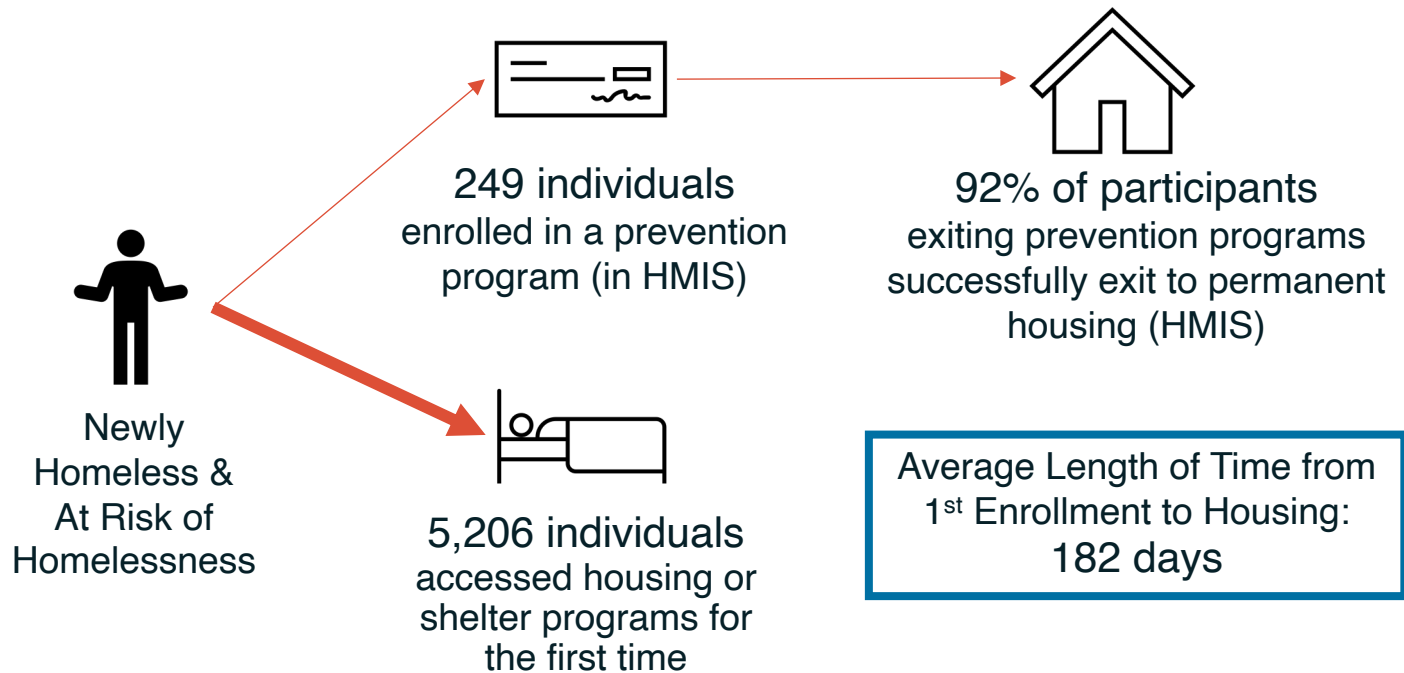 249 individuals
enrolled in a prevention
program (in HMIS)
92% of participants
exiting prevention programs
successfully exit to permanent
housing (HMIS)
Newly
Homeless &
At Risk of
Homelessness
5,206 individuals
accessed housing or
shelter programs for
the first time
Average Length of Time from
1st Enrollment to Housing:
182 days